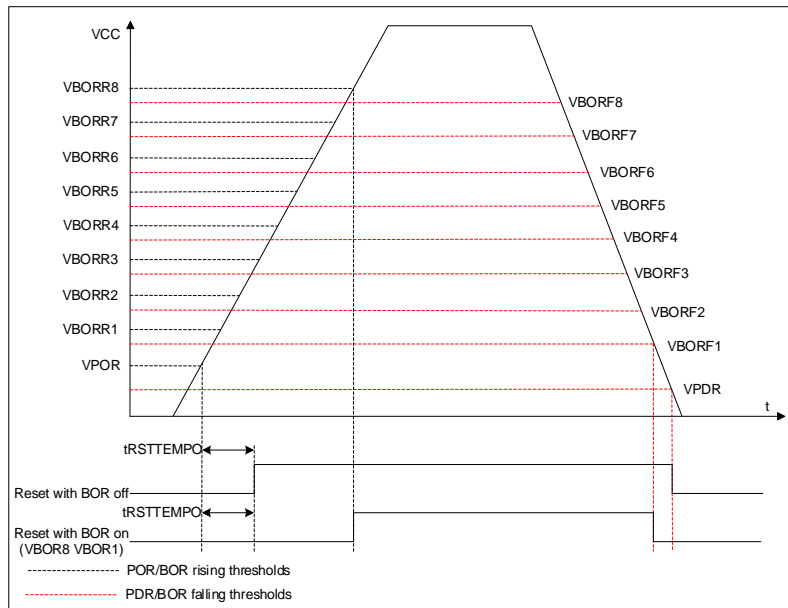 VCC
VBORR8
VBORF8
VBORR7
VBORF7
VBORR6
VBORF6
VBORR5
VBORF5
VBORR4
VBORF4
VBORR3
VBORF3
VBORR2
VBORF2
VBORR1
VBORF1
VPOR
VPDR
t
tRSTTEMPO
Reset with BOR off
tRSTTEMPO
Reset with BOR on
(VBOR8 VBOR1)
POR/BOR rising thresholds
PDR/BOR falling thresholds